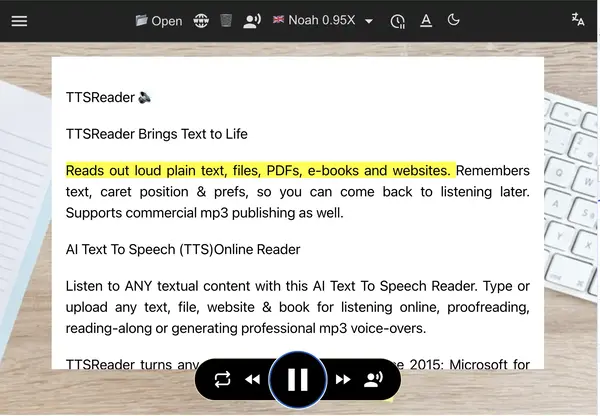 Open
Noah 0.95X
A
TTSReader
TTSReader Brings Text to Life
Reads out loud plain text, files, PDFs, e-books and websites. Remembers
text, caret position & prefs, so you can come back to listening later.
Supports commercial mp3 publishing as well.
AI Text To Speech (TTS)Online Reader
Listen to ANY textual content with this AI Text To Speech Reader. Type or
upload any text, file, website & book for listening online, proofreading,
reading-along or generating professional mp3 voice-overs.
TTSReader turns any 2015; Microsoft for